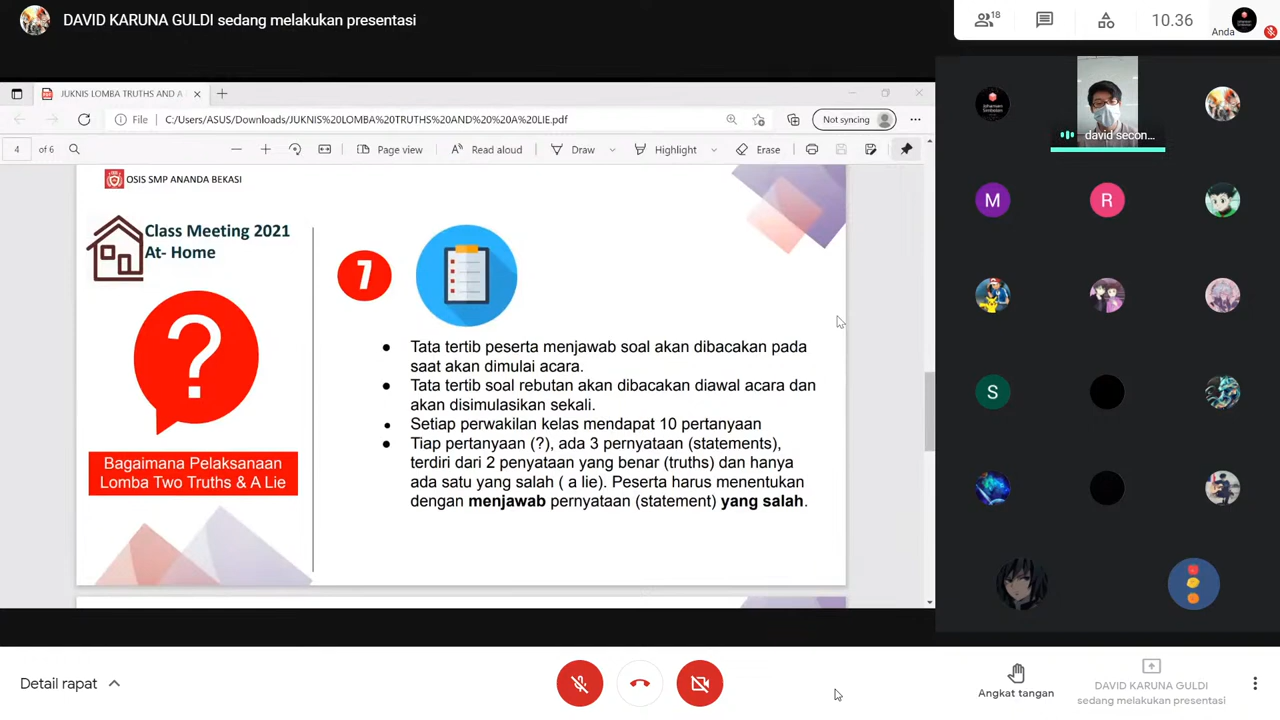 DAVID KARUNA GULDI sedang melakukan presentasi
18
10.36
Anda
JUKNIS LOMBA TRUTHS AND A
File
C:/Users/ASUS/Downloads/JUKNIS%20LOMBA%20TRUTHS%20AND%20%20A%20LIE.pdf
Not syncing
4 of 6
Page view
Read aloud
Draw
Highlight
Erase
OSIS SMP ANANDA BEKASI
Class Meeting 2021
At- Home
?
Bagaimana Pelaksanaan
Lomba Two Truths & A Lie
7
● Tata tertib peserta menjawab soal akan dibacakan pada
saat akan dimulai acara.
● Tata tertib soal rebutan akan dibacakan diawal acara dan
akan disimulasikan sekali.
● Setiap perwakilan kelas mendapat 10 pertanyaan
● Tiap pertanyaan (?), ada 3 pernyataan (statements),
terdiri dari 2 penyataan yang benar (truths) dan hanya
ada satu yang salah ( a lie). Peserta harus menentukan
dengan menjawab pernyataan (statement) yang salah.
david secon...
M
R
S
Detail rapat
Angkat tangan
DAVID KARUNA GULDI
sedang melakukan presentasi